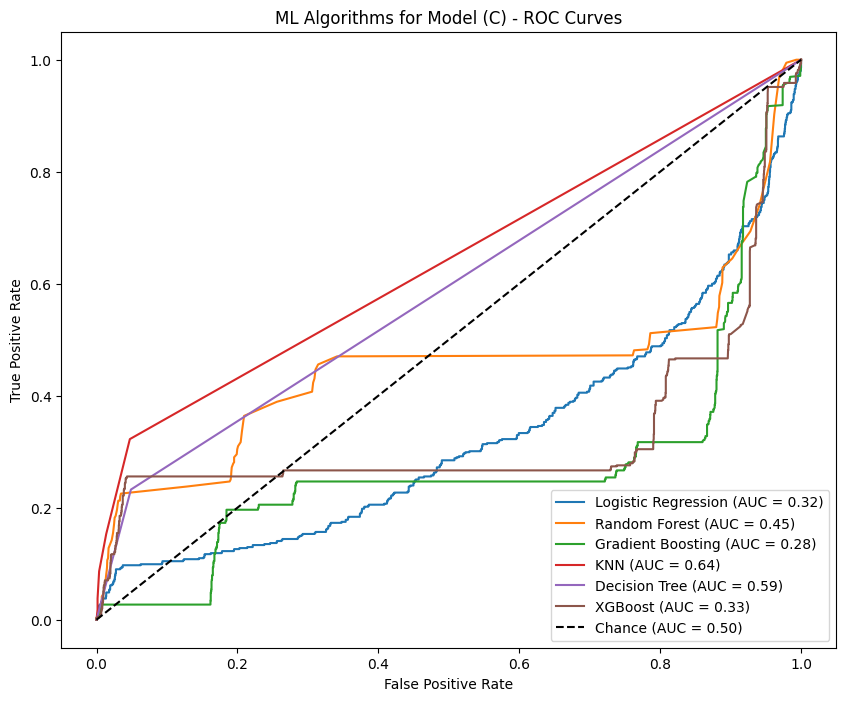 ML Algorithms for Model (C) - ROC Curves
True Positive Rate
1.0
0.8
0.6
0.4
0.2
0.0
Logistic Regression (AUC = 0.32)
Random Forest (AUC = 0.45)
Gradient Boosting (AUC = 0.28)
KNN (AUC = 0.64)
Decision Tree (AUC = 0.59)
XGBoost (AUC = 0.33)
Chance (AUC = 0.50)
0.0 0.2 0.4 0.6 0.8 1.0
False Positive Rate